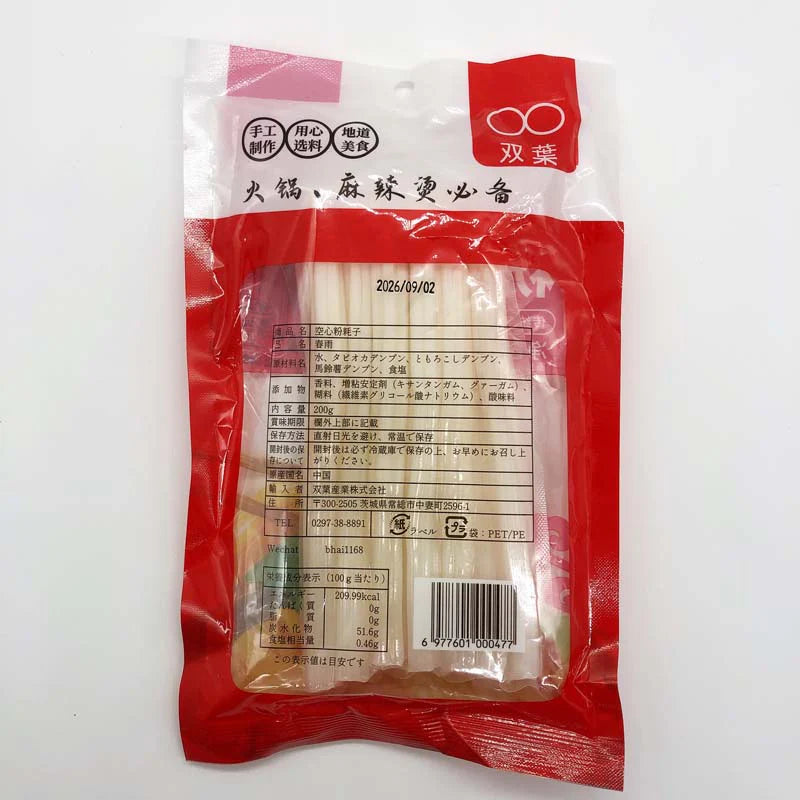 手工制作 用心选料 地道美食
双葉
火锅、麻辣烫必备
2026/09/02
商品名 空心粉耗子
品名 春雨
原材料名 水、タピオカデンプン、ともろこしデンプン、
馬鈴薯デンプン、食塩
添加物 香料、増粘安定剤（キサンタンガム、グァーガム）、
糊料（繊維素グリコール酸ナトリウム）、酸味料
内容量 200g
賞味期限 欄外上部に記載
保存方法 直射日光を避け、常温で保存
開封後の保存について 開封後は必ず冷蔵庫で保存の上、お早めにお召し上
がりください。
原産国名 中国
輸入者 双葉産業株式会社
住所 〒300-2505 茨城県常総市中妻町2596-1
TEL 0297-38-8891 紙 ラベル プラ 袋：PET/PE
Wechat bhai1168
栄養成分表示（100g当たり）
エネルギー 209.99kcal
たんぱく質 0g
脂質 0g
炭水化物 51.6g
食塩相当量 0.46g
この表示値は目安です
6 977601 000477